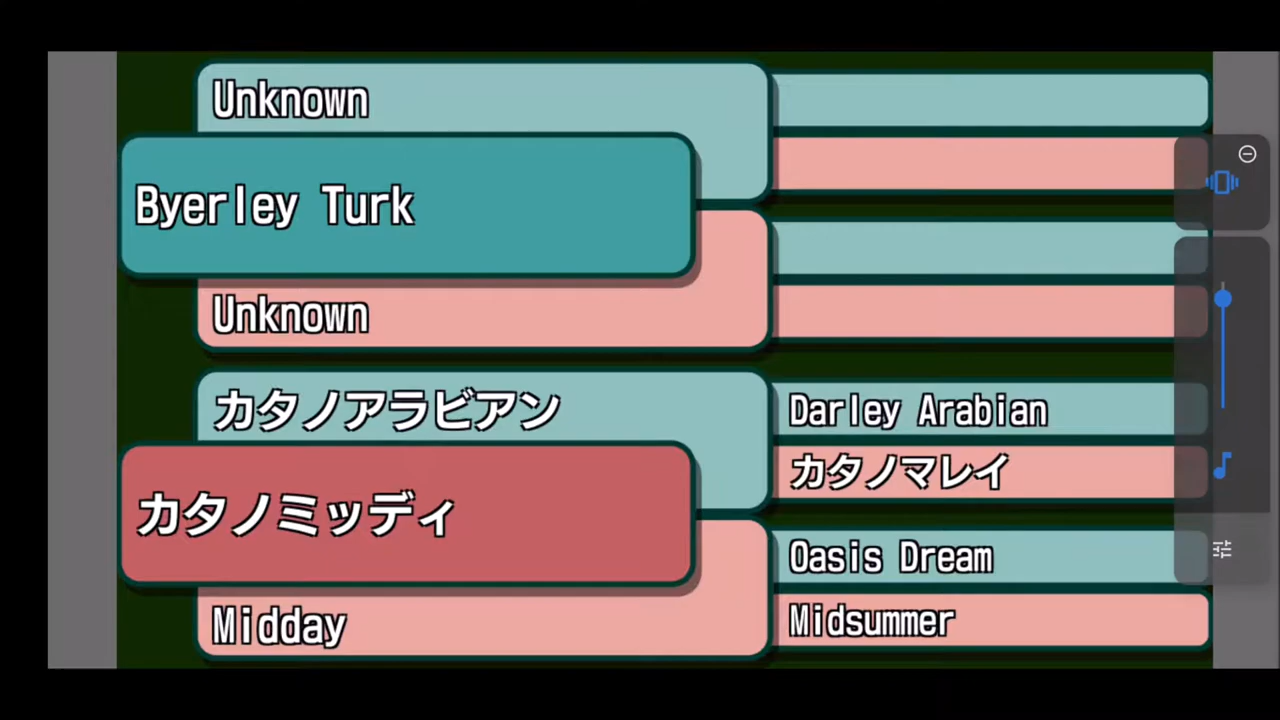 Unknown
Byerley Turk
Unknown
カタノアラビアン
Darley Arabian
カタノマレイ
カタノミッディ
Oasis Dream
Midday
Midsummer